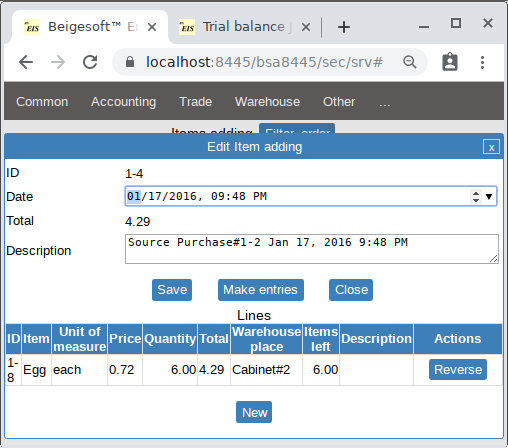 EIS Beigesoft™ En
EIS Trial balance
localhost:8445/bsa8445/sec/srv#
Common Accounting Trade Warehouse Other ...
Items adding Filter, order
Edit Item adding x
ID 1-4
Date 01/17/2016, 09:48 PM
Total 4.29
Description Source Purchase#1-2 Jan 17, 2016 9:48 PM
Save Make entries Close
Lines
ID Item Unit of measure Price Quantity Total Warehouse place Items left Description Actions
1-8 Egg each 0.72 6.00 4.29 Cabinet#2 6.00 Reverse
New